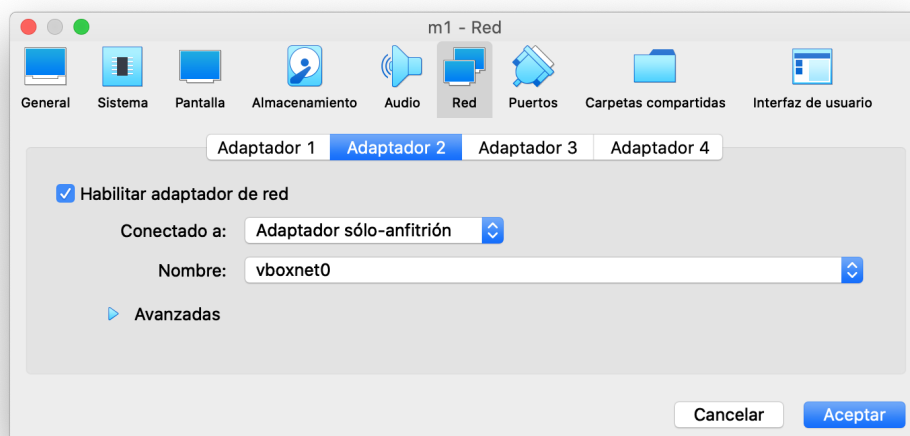 m1 - Red
General Sistema Pantalla Almacenamiento Audio Red Puertos Carpetas compartidas Interfaz de usuario
Adaptador 1 Adaptador 2 Adaptador 3 Adaptador 4
Habilitar adaptador de red
Conectado a: Adaptador sólo-anfitrión
Nombre: vboxnet0
Avanzadas
Cancelar Aceptar